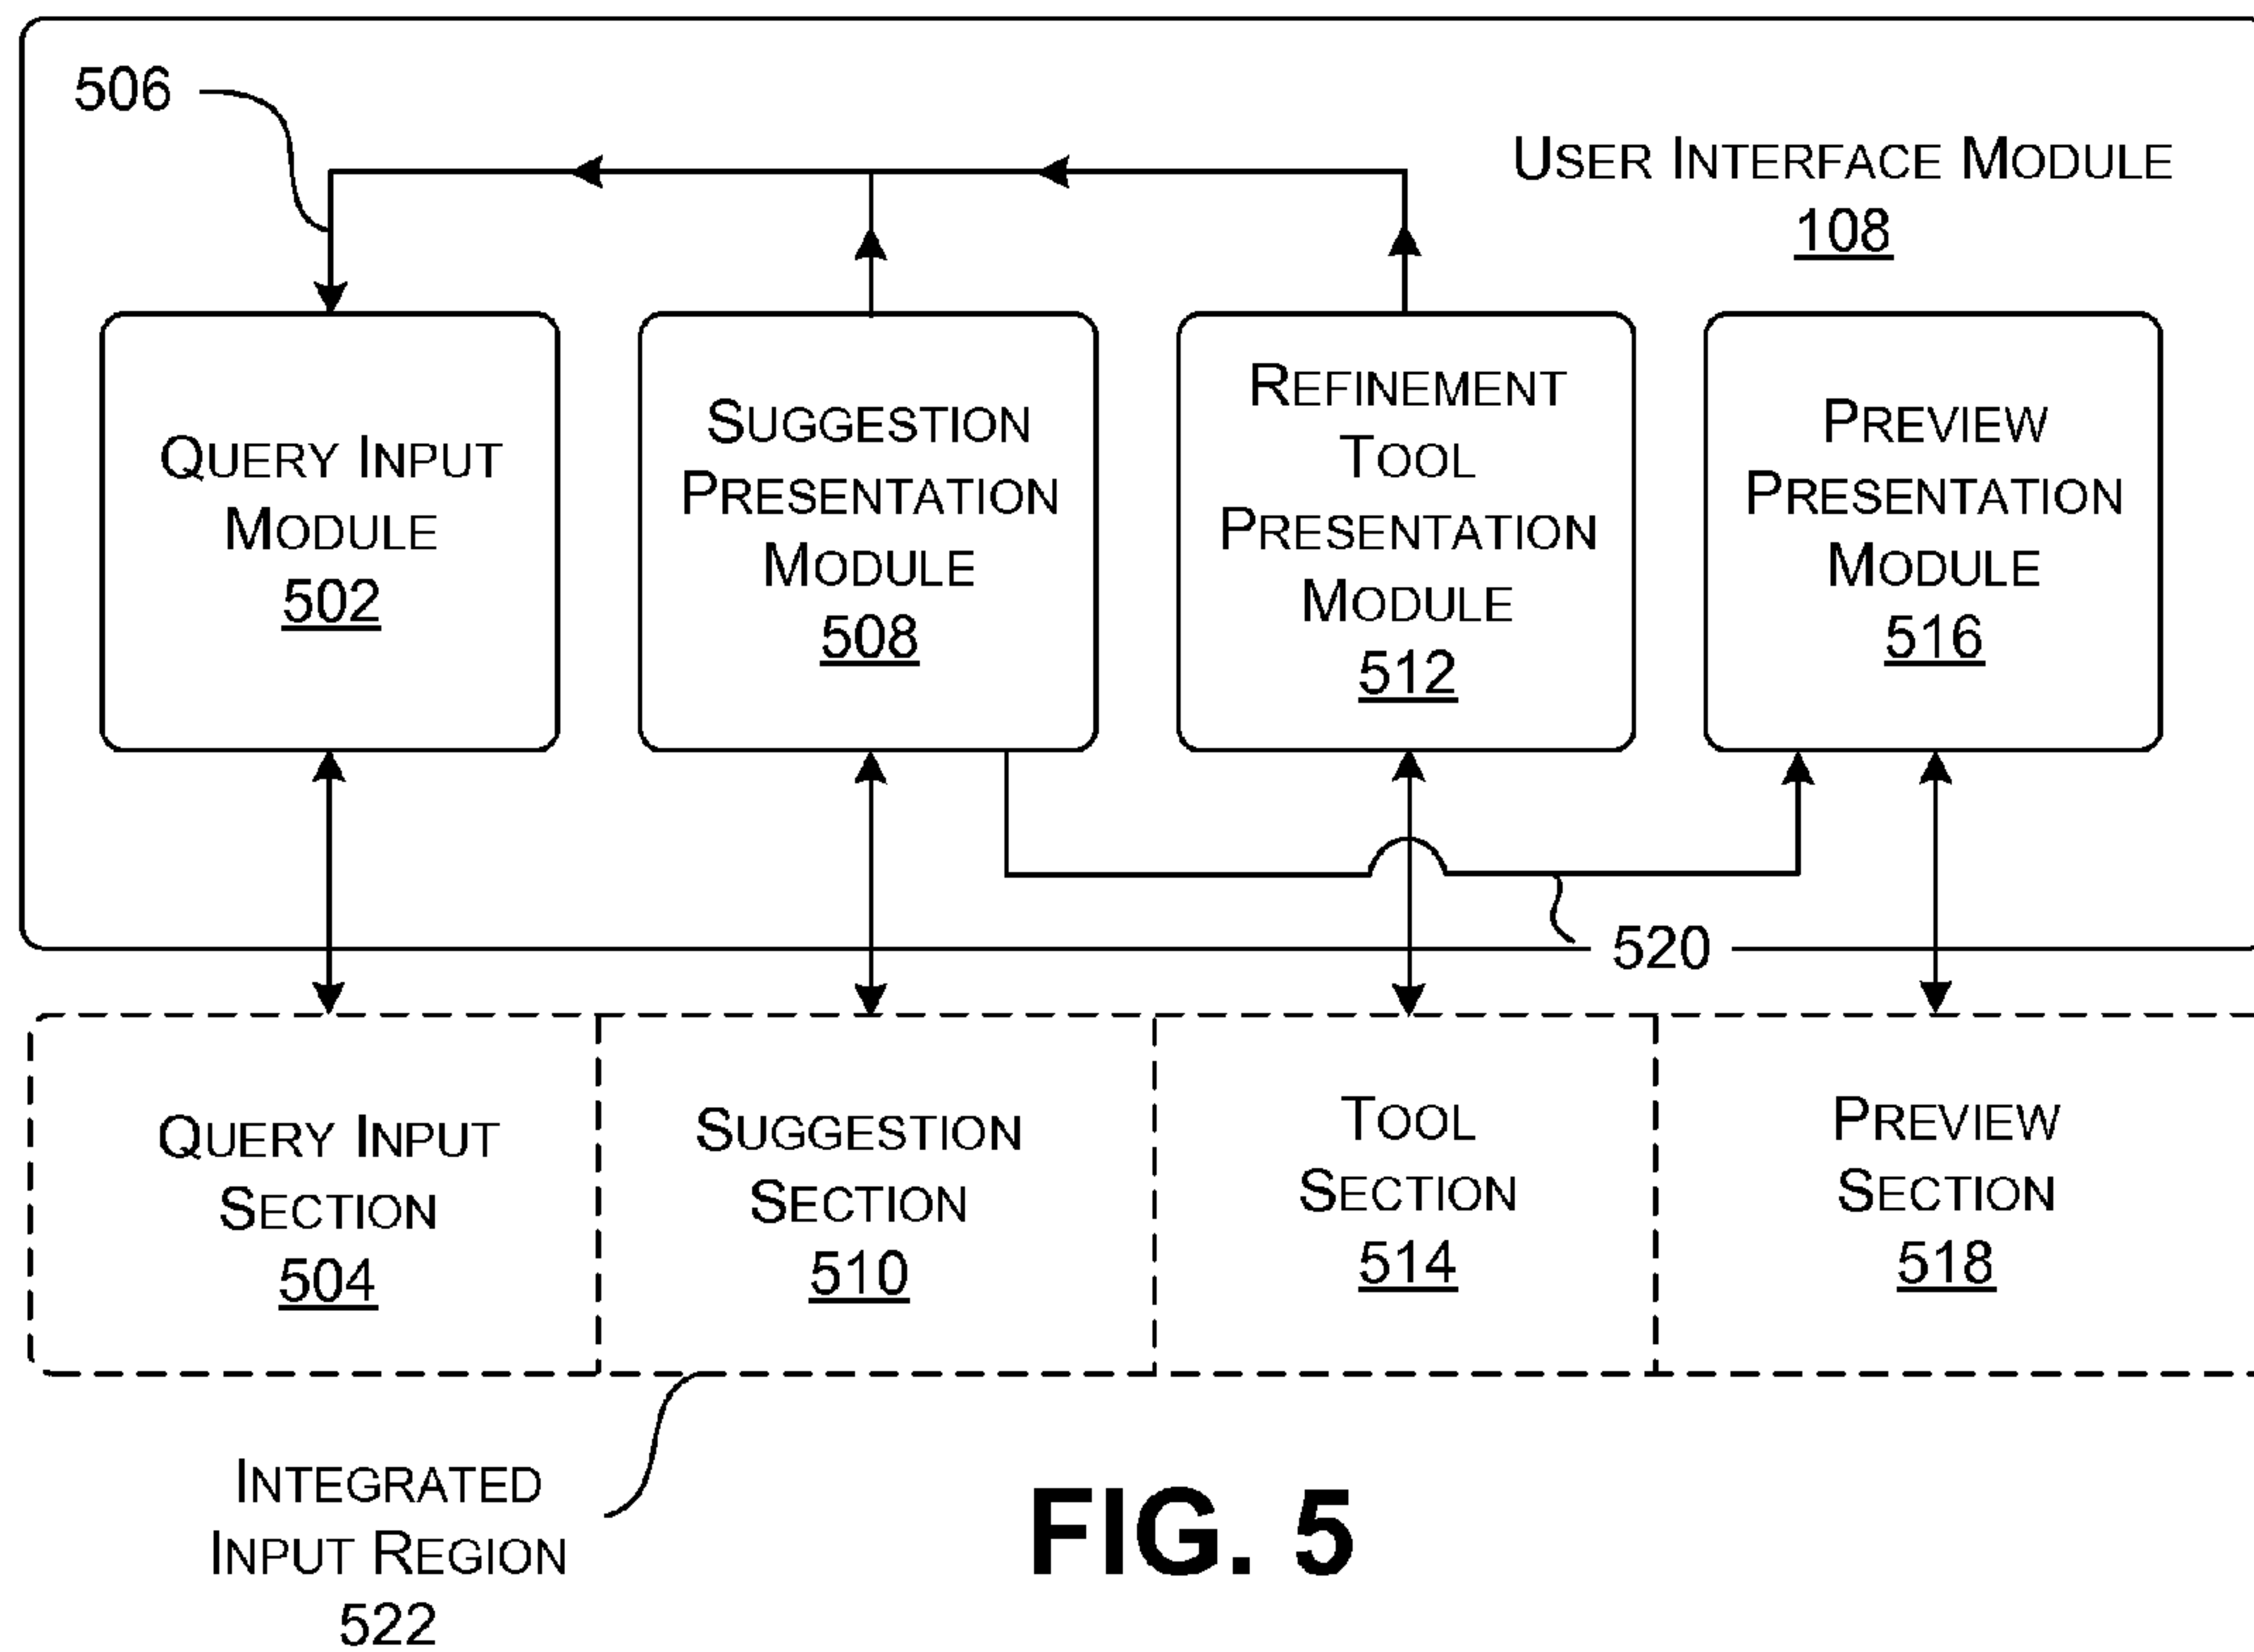 506
USER INTERFACE MODULE
108
QUERY INPUT
MODULE
502
SUGGESTION
PRESENTATION
MODULE
508
REFINEMENT
TOOL
PRESENTATION
MODULE
512
PREVIEW
PRESENTATION
MODULE
516
520
QUERY INPUT
SECTION
504
SUGGESTION
SECTION
510
TOOL
SECTION
514
PREVIEW
SECTION
518
INTEGRATED
INPUT REGION
522
FIG. 5